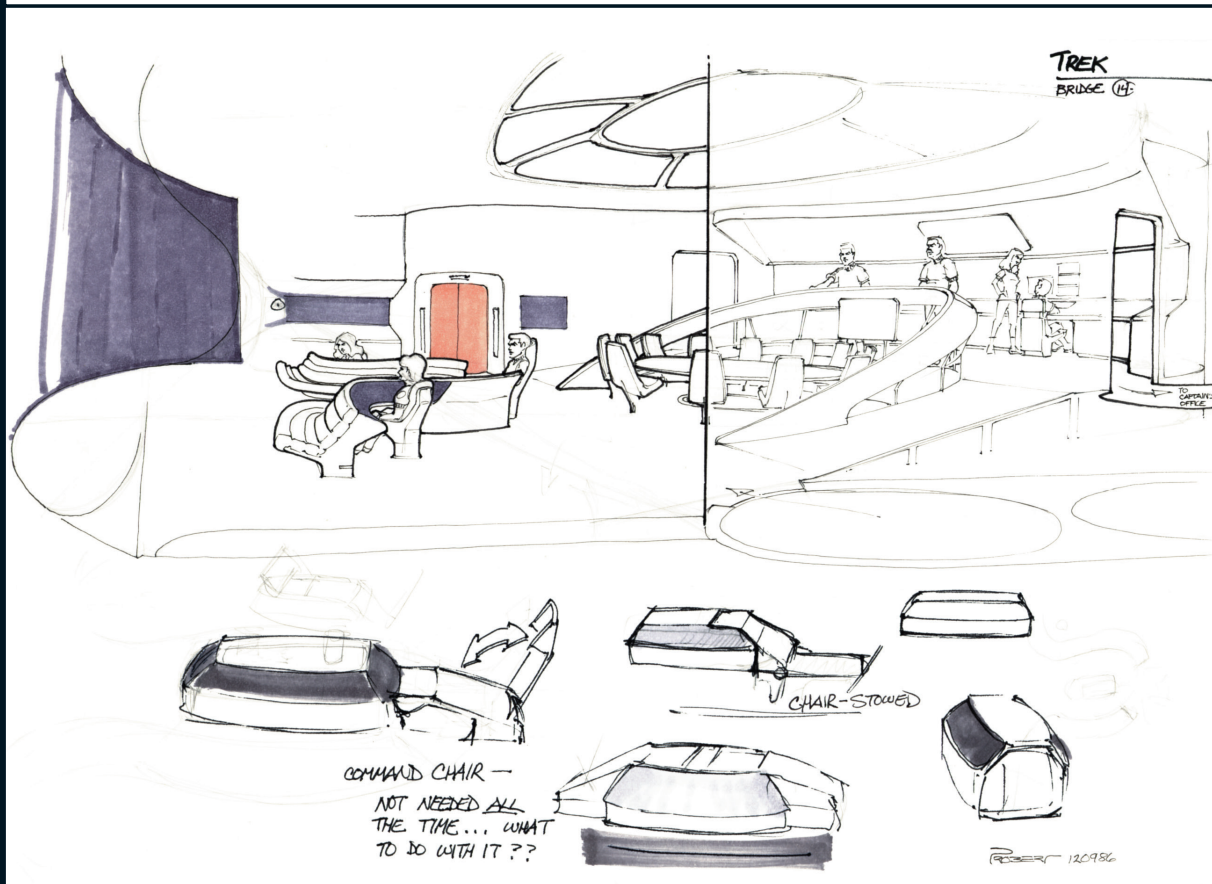 TREK
BRIDGE 14
TO
CAPTAIN'S
OFFICE
CHAIR-STOWED
COMMAND CHAIR —
NOT NEEDED ALL
THE TIME... WHAT
TO DO WITH IT ??
PROBERT 120986